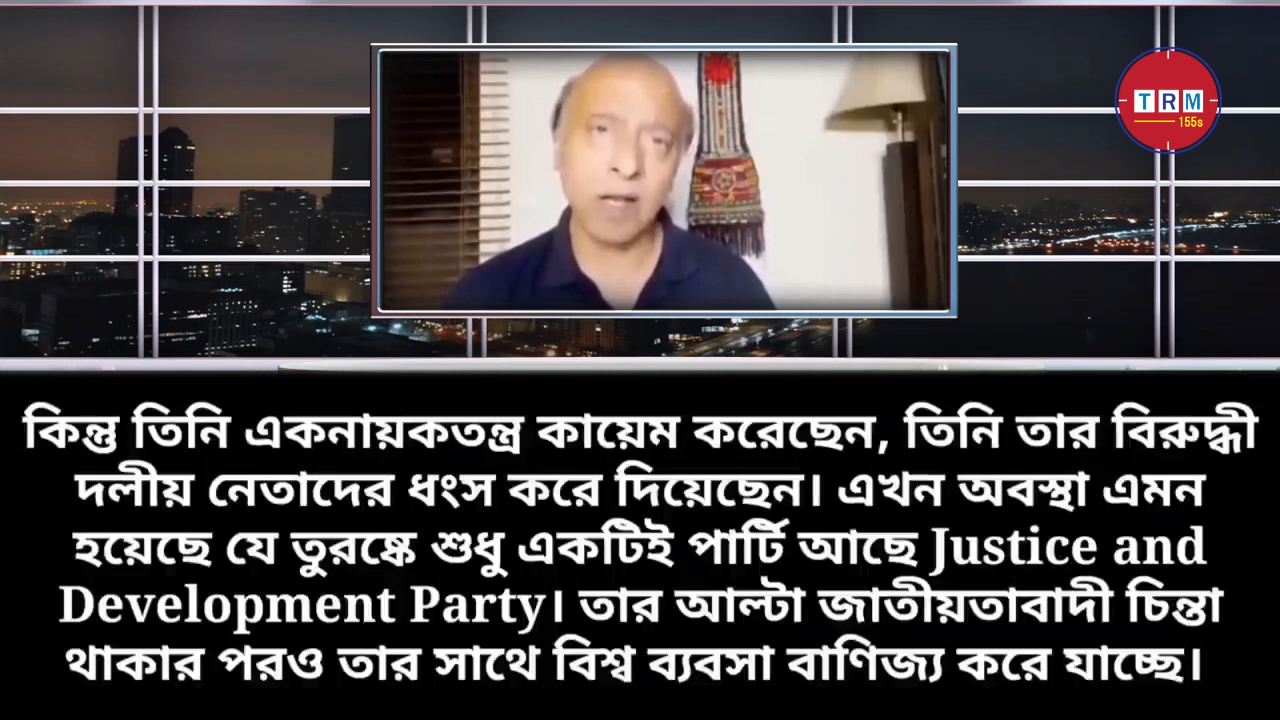 TRM
155s
কিন্তু তিনি একনায়কতন্ত্র কায়েম করেছেন, তিনি তার বিরুদ্ধী
দলীয় নেতাদের ধংস করে দিয়েছেন। এখন অবস্থা এমন
হয়েছে যে তুরষ্কে শুধু একটিই পার্টি আছে Justice and
Development Party। তার আল্টা জাতীয়তাবাদী চিন্তা
থাকার পরও তার সাথে বিশ্ব ব্যবসা বাণিজ্য করে যাচ্ছে।